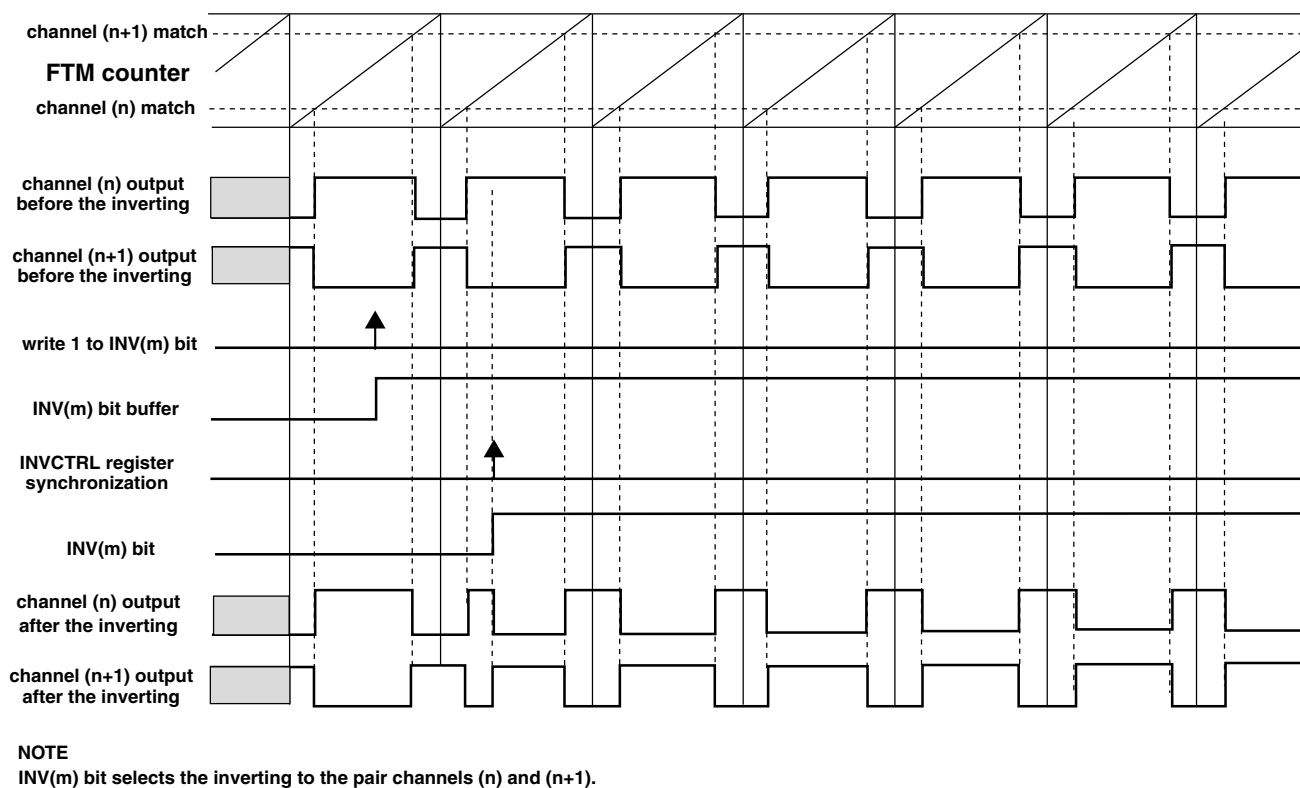 channel (n+1) match
FTM counter
channel (n) match
channel (n) output
before the inverting
channel (n+1) output
before the inverting
write 1 to INV(m) bit
INV(m) bit buffer
INVCTRL register
synchronization
INV(m) bit
channel (n) output
after the inverting
channel (n+1) output
after the inverting
NOTE
INV(m) bit selects the inverting to the pair channels (n) and (n+1).